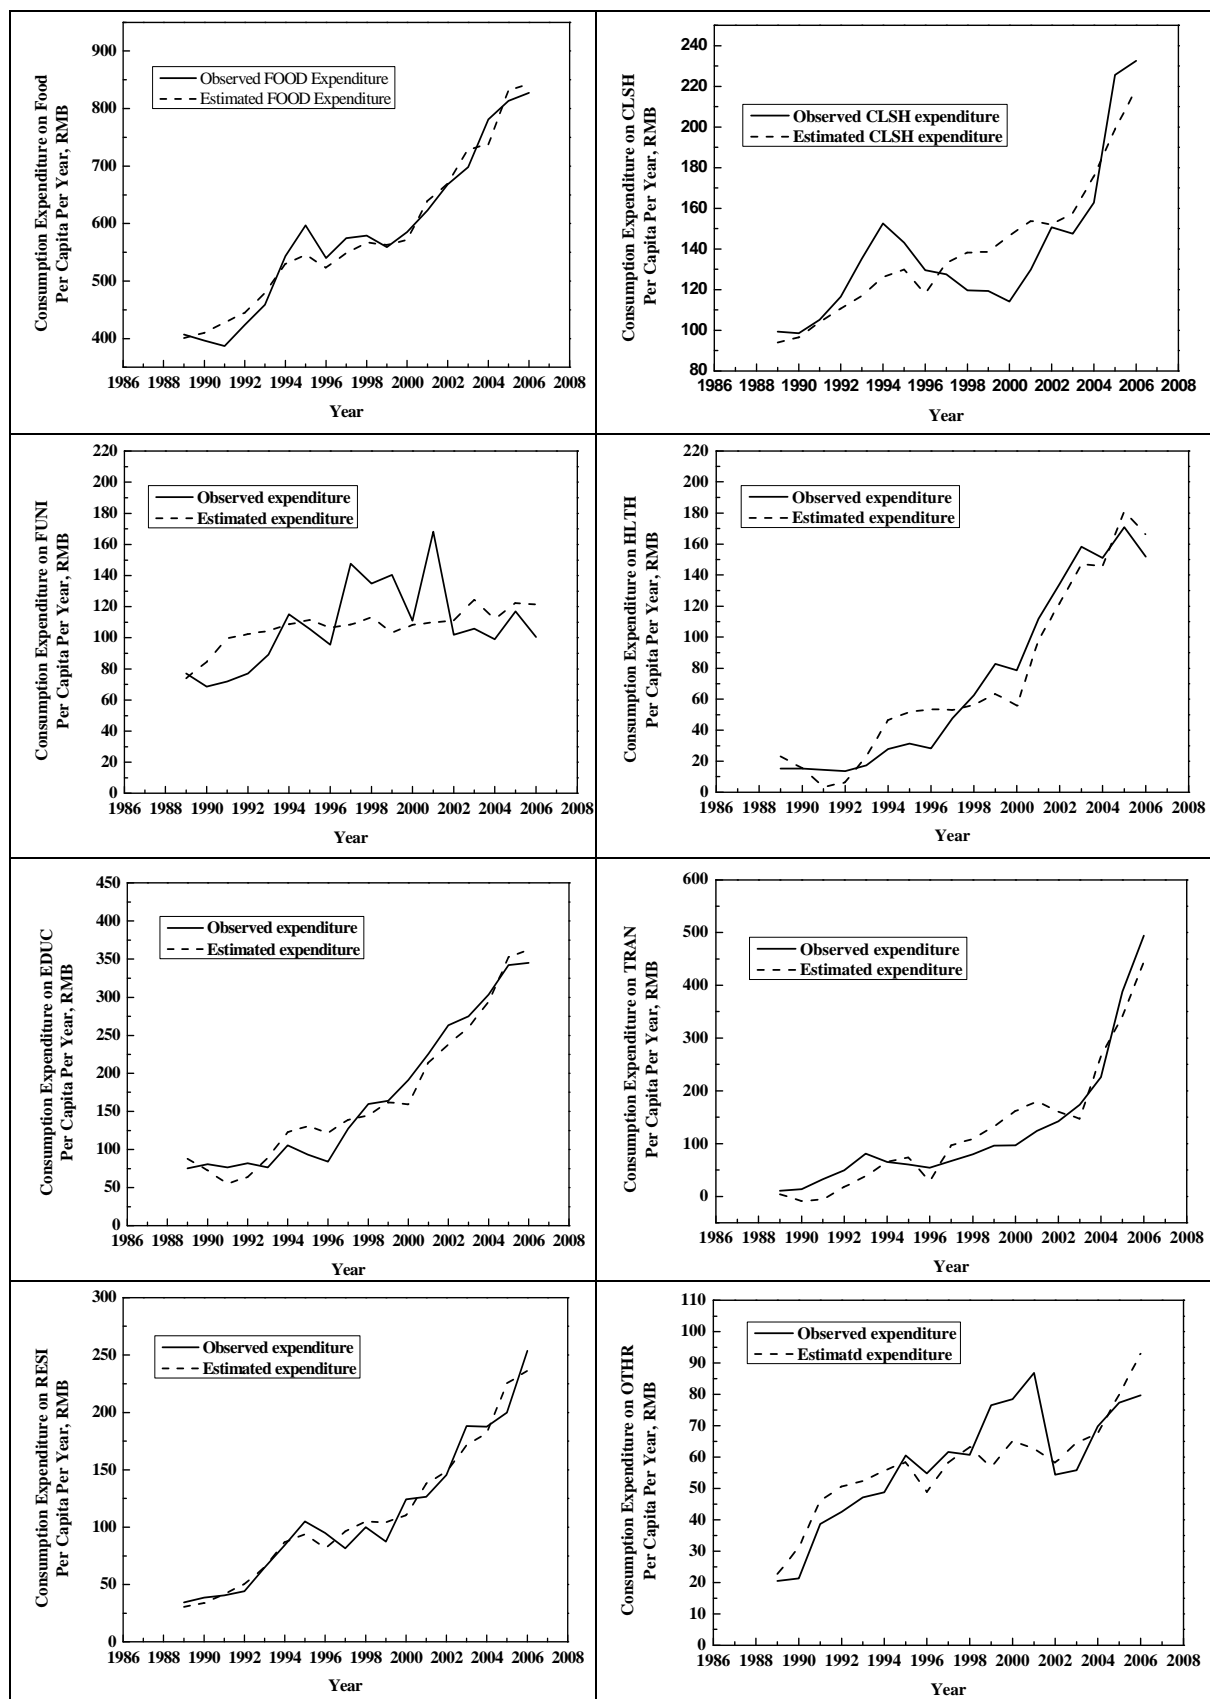 Consumption Expenditure on Food
Per Capita Per Year, RMB
900
800
700
600
500
400
Observed FOOD Expenditure
Estimated FOOD Expenditure
1986 1988 1990 1992 1994 1996 1998 2000 2002 2004 2006 2008
Year
Consumption Expenditure on CLSH
Per Capita Per Year, RMB
240
220
200
180
160
140
120
100
80
Observed CLSH expenditure
Estimated CLSH expenditure
1986 1988 1990 1992 1994 1996 1998 2000 2002 2004 2006 2008
Year
Consumption Expenditure on FUNI
Per Capita Per Year, RMB
220
200
180
160
140
120
100
80
60
40
20
0
Observed expenditure
Estimated expenditure
1986 1988 1990 1992 1994 1996 1998 2000 2002 2004 2006 2008
Year
Consumption Expenditure on HLTH
Per Capita Per Year, RMB
220
200
180
160
140
120
100
80
60
40
20
0
Observed expenditure
Estimated expenditure
1986 1988 1990 1992 1994 1996 1998 2000 2002 2004 2006 2008
Year
Consumption Expenditure on EDUC
Per Capita Per Year, RMB
450
400
350
300
250
200
150
100
50
0
Observed expenditure
Estimated expenditure
1986 1988 1990 1992 1994 1996 1998 2000 2002 2004 2006 2008
Year
Consumption Expenditure on TRAN
Per Capita Per Year, RMB
600
500
400
300
200
100
0
Observed expenditure
Estimated expenditure
1986 1988 1990 1992 1994 1996 1998 2000 2002 2004 2006 2008
Year
Consumption Expenditure on RESI
Per Capita Per Year, RMB
300
250
200
150
100
50
0
Observed expenditure
Estimated expenditure
1986 1988 1990 1992 1994 1996 1998 2000 2002 2004 2006 2008
Year
Consumption Expenditure on OTHR
Per Capita Per Year, RMB
110
100
90
80
70
60
50
40
30
20
10
0
Observed expenditure
Estimatd expenditure
1986 1988 1990 1992 1994 1996 1998 2000 2002 2004 2006 2008
Year